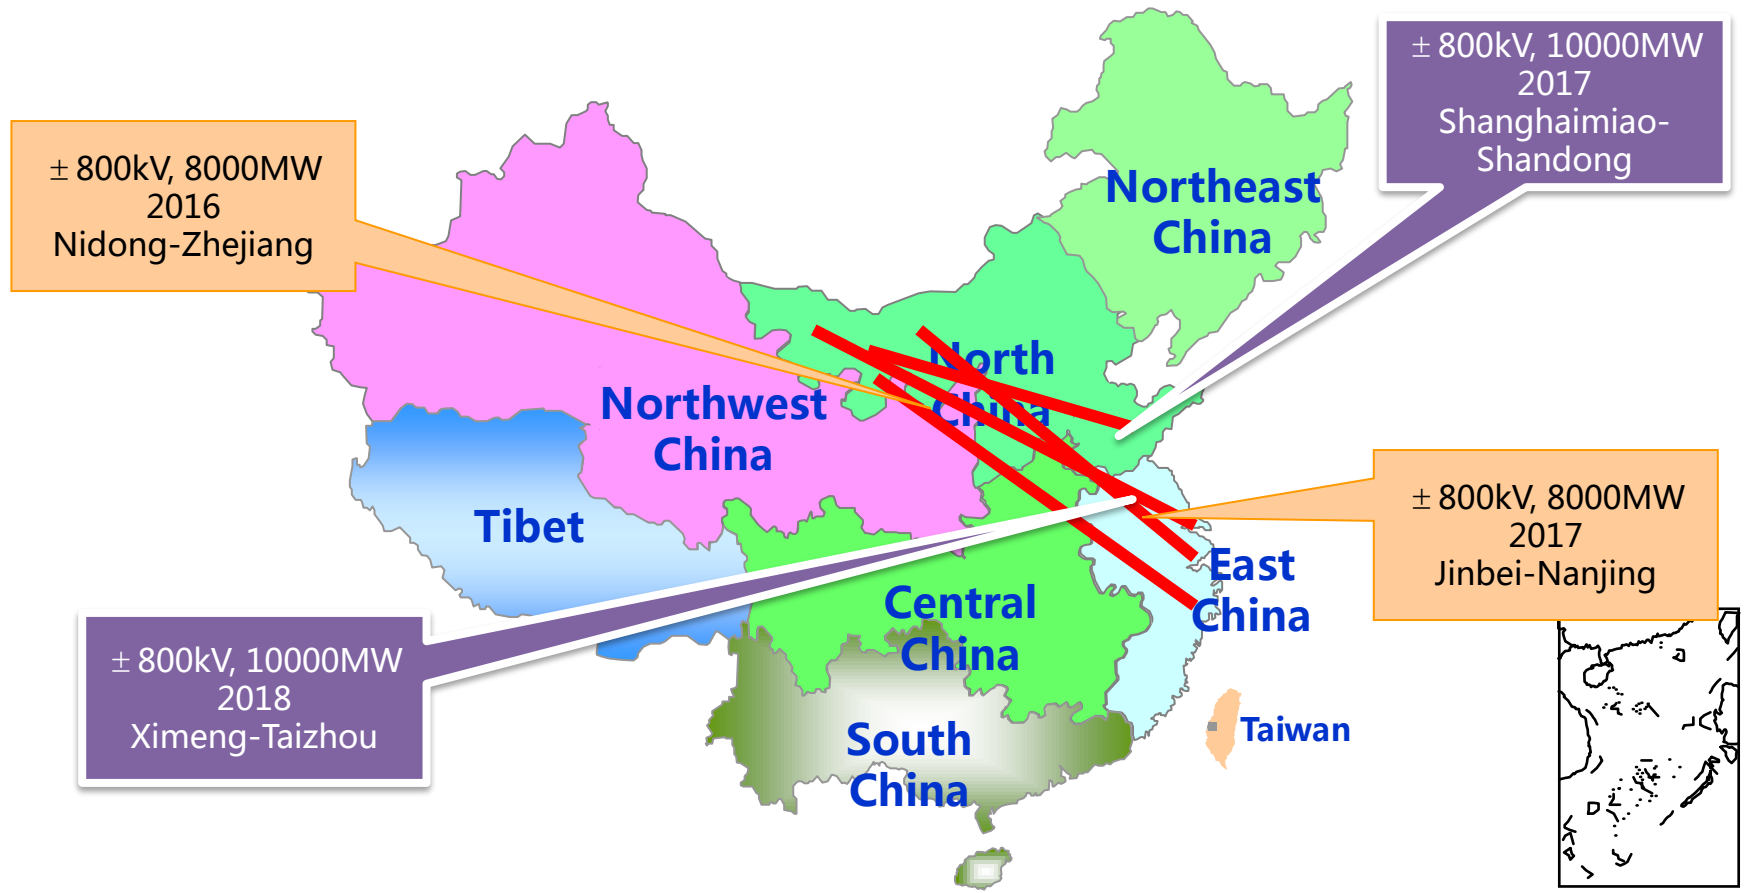 ±800kV, 10000MW
2017
Shanghaimiao-
Shandong
±800kV, 8000MW
2016
Nidong-Zhejiang
Northeast
China
North
China
Northwest
China
Tibet
±800kV, 8000MW
2017
Jinbei-Nanjing
East
China
Central
China
±800kV, 10000MW
2018
Ximeng-Taizhou
South
China
Taiwan